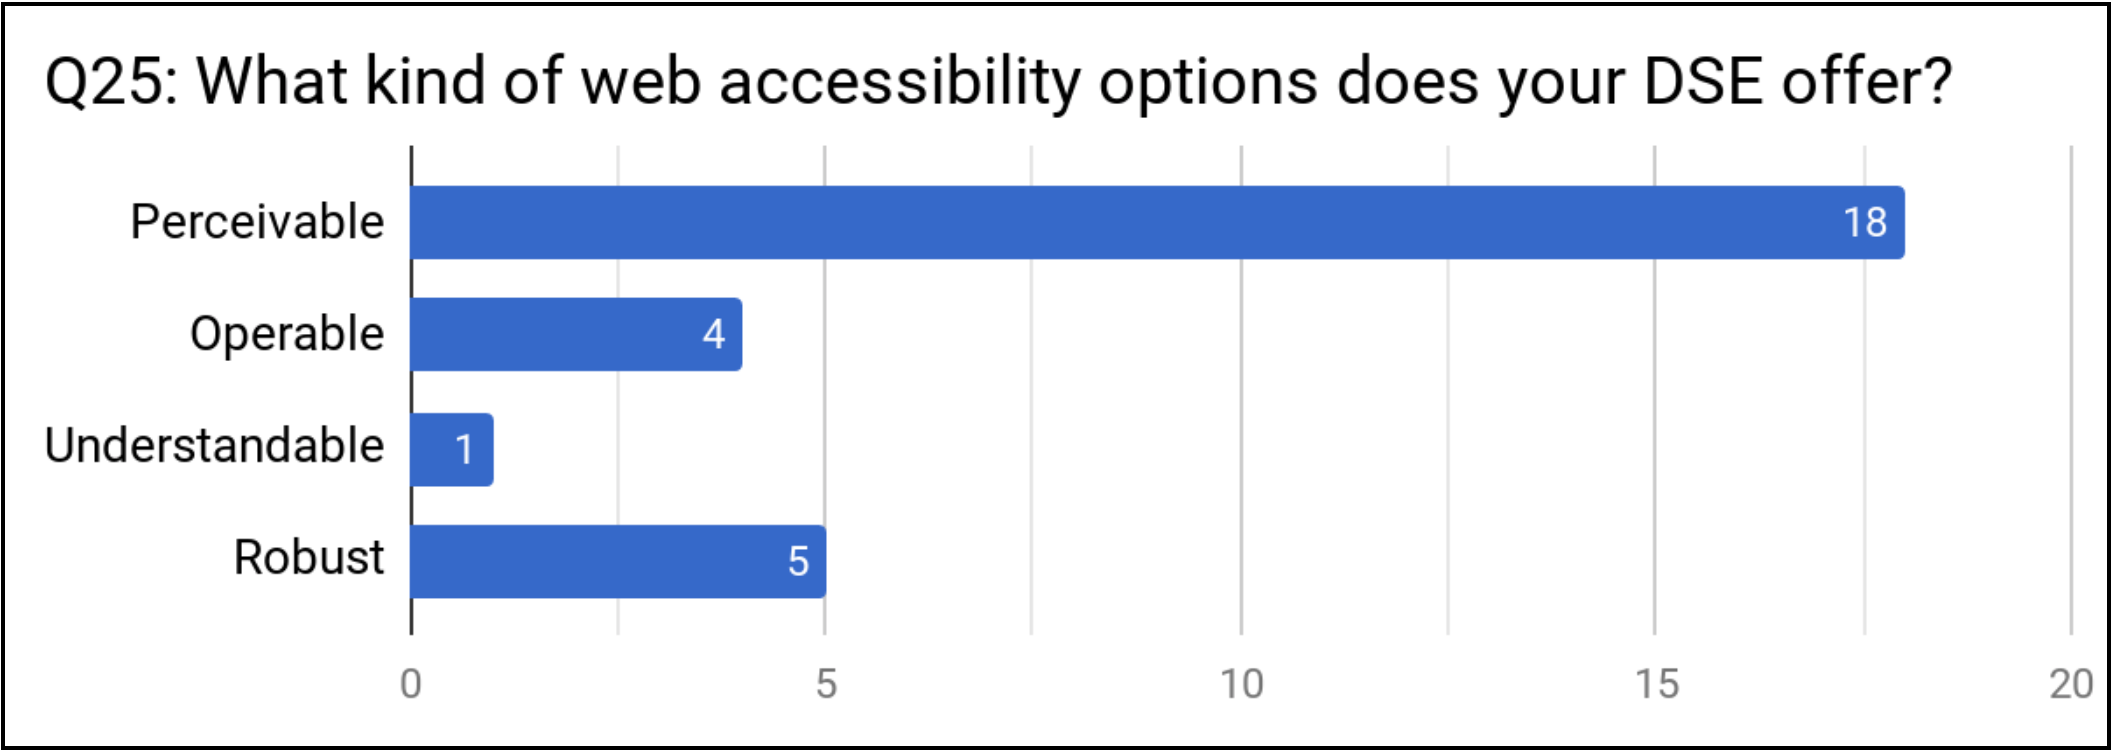 Q25: What kind of web accessibility options does your DSE offer?
Perceivable 18
Operable 4
Understandable 1
Robust 5
0 5 10 15 20